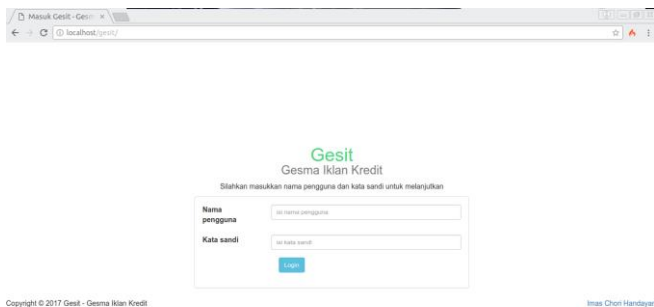 Masuk Gesit - Gesm
localhost/gesit/
Gesit
Gesma Iklan Kredit
Silahkan masukkan nama pengguna dan kata sandi untuk melanjutkan
Nama pengguna
isi nama pengguna
Kata sandi
isi kata sandi
Login
Copyright © 2017 Gesit - Gesma Iklan Kredit
Imas Chori Handayan